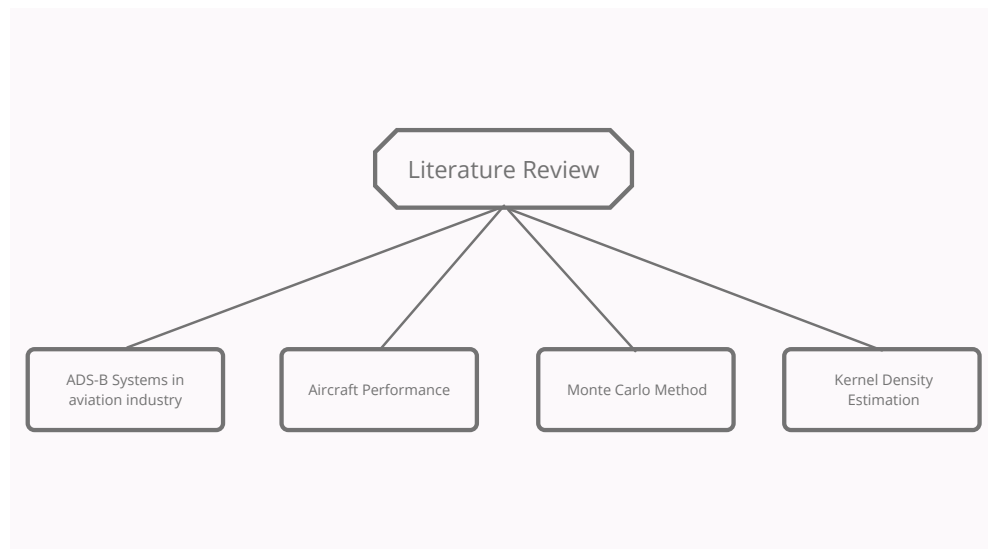 Literature Review
ADS-B Systems in
aviation industry
Aircraft Performance
Monte Carlo Method
Kernel Density
Estimation